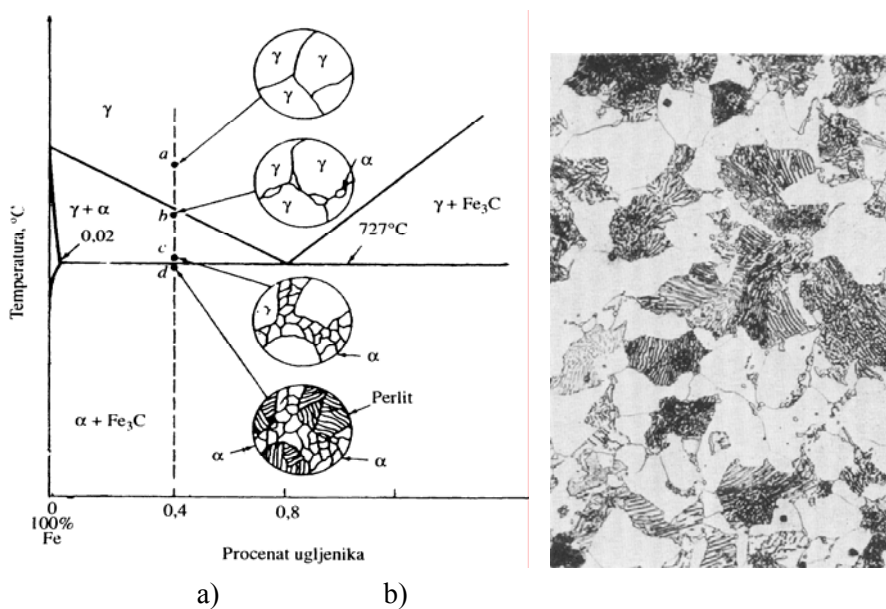 Temperatura, °C
γ
γ
γ
γ
a
γ
γ
α
γ
b
γ + α
0,02
γ + Fe₃C
727°C
c
d
γ
α
Perlit
α + Fe₃C
α
α
0
100%
Fe
0,4
0,8
Procenat ugljenika
a)
b)